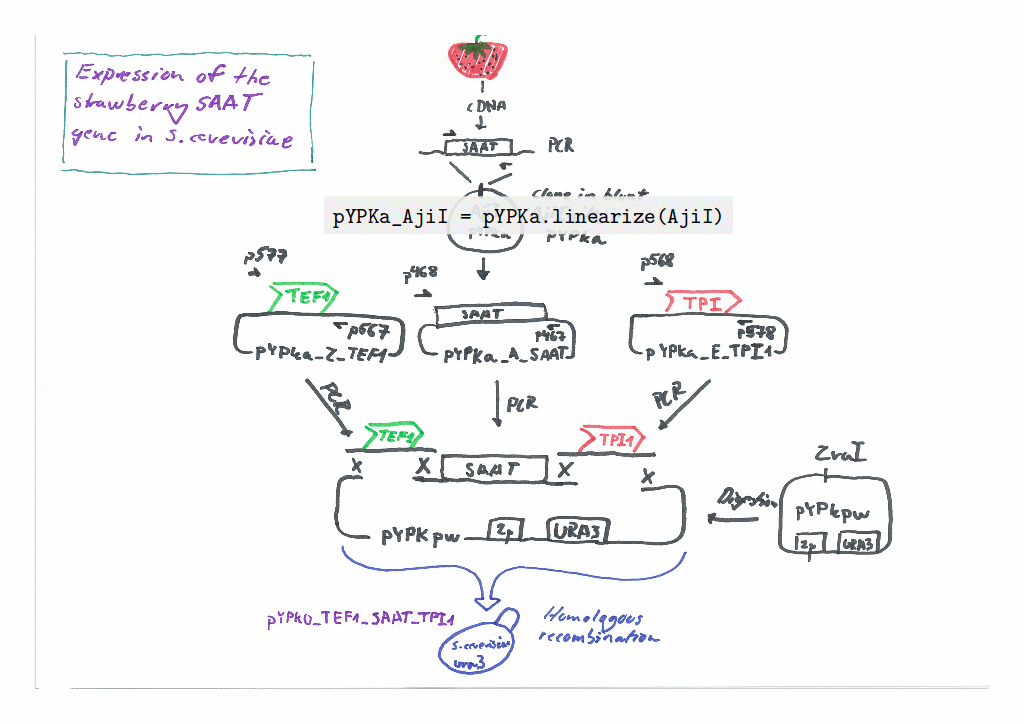 Expression of the
strawberry SAAT
gene in S. cerevisiae
cDNA
SAAT PCR
clone in blunt
pYPKa_AjiI = pYPKa.linearize(AjiI)
pYPKa
p577
p468
p568
TEF1
SAAT
TPI
p667
p467
p578
pYPka_Z_TEF1
pYPKa_A_SAAT
pYPka_E_TPI1
PCR
PCR
PCR
TEF1
TPI1
X X SAAT X X
ZraI
Digestion
pYPkpw
pYPKpw 2µ URA3
2µ URA3
pYPK0_TEF1_SAAT_TPI1
Homologous
recombination
S. cerevisiae
ura3